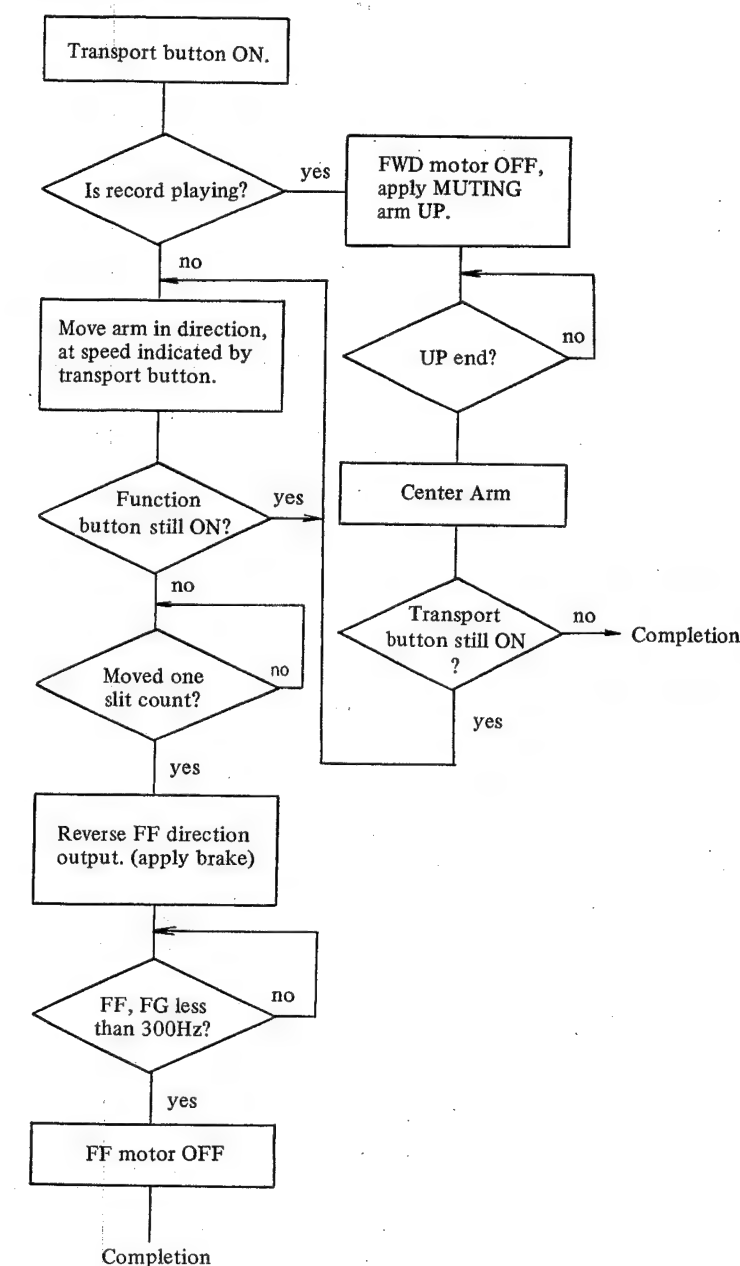 Transport button ON.
Is record playing?
yes
FWD motor OFF,
apply MUTING
arm UP.
no
Move arm in direction,
at speed indicated by
transport button.
UP end?
no
Center Arm
Function
button still ON?
yes
no
Transport
button still ON
?
no
Completion
yes
Moved one
slit count?
no
yes
Reverse FF direction
output. (apply brake)
FF, FG less
than 300Hz?
no
yes
FF motor OFF
Completion